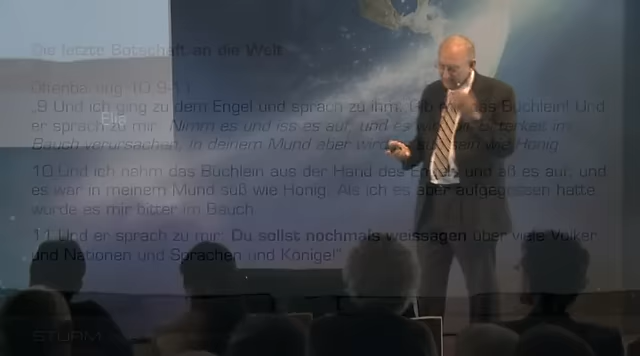 Die letzte Botschaft an die Welt
Offenbarung 10,9-11
„9 Und ich ging zu dem Engel und sprach zu ihm: Gib mir das Büchlein! Und
er sprach zu mir: Nimm es und iss es auf, und es wird dir Bitterkeit im
Ella
Bauch verursachen, in deinem Mund aber wird es süß sein wie Honig.
10 Und ich nahm das Büchlein aus der Hand des Engels und aß es auf, und
es war in meinem Mund süß wie Honig. Als ich es aber aufgegessen hatte,
wurde es mir bitter im Bauch.
11 Und er sprach zu mir: Du sollst nochmals weissagen über viele Völker
und Nationen und Sprachen und Könige!"
STURM